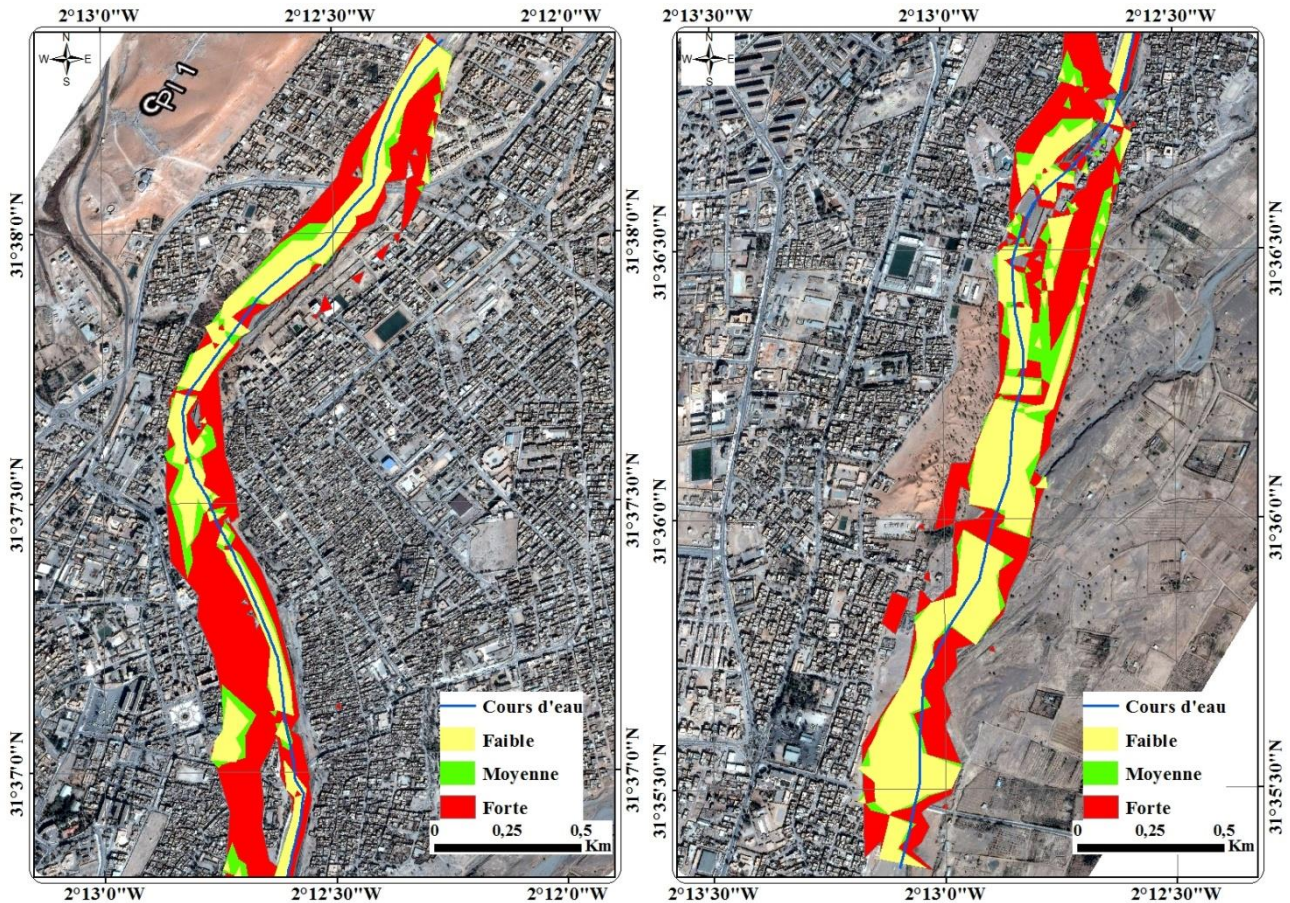 2°13'0"W 2°12'30"W 2°12'0"W
2°13'30"W 2°13'0"W 2°12'30"W
N
W E
S
N
W E
S
PI 1
31°38'0"N
31°37'30"N
31°37'0"N
31°38'0"N
31°37'30"N
31°37'0"N
31°36'30"N
31°36'0"N
31°35'30"N
31°36'30"N
31°36'0"N
31°35'30"N
Cours d'eau
Faible
Moyenne
Forte
0 0,25 0,5
Km
Cours d'eau
Faible
Moyenne
Forte
0 0,25 0,5
Km
2°13'0"W 2°12'30"W 2°12'0"W
2°13'30"W 2°13'0"W 2°12'30"W